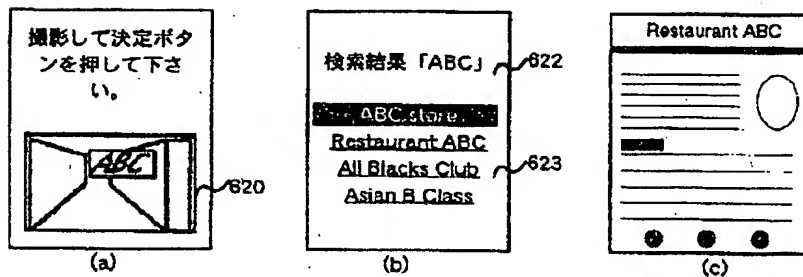 撮影して決定ボタ
ンを押して下さ
い。
ABC
620
(a)
検索結果「ABC」
622
ABC store
Restaurant ABC
All Blacks Club
623
Asian B Class
(b)
Restaurant ABC
(c)